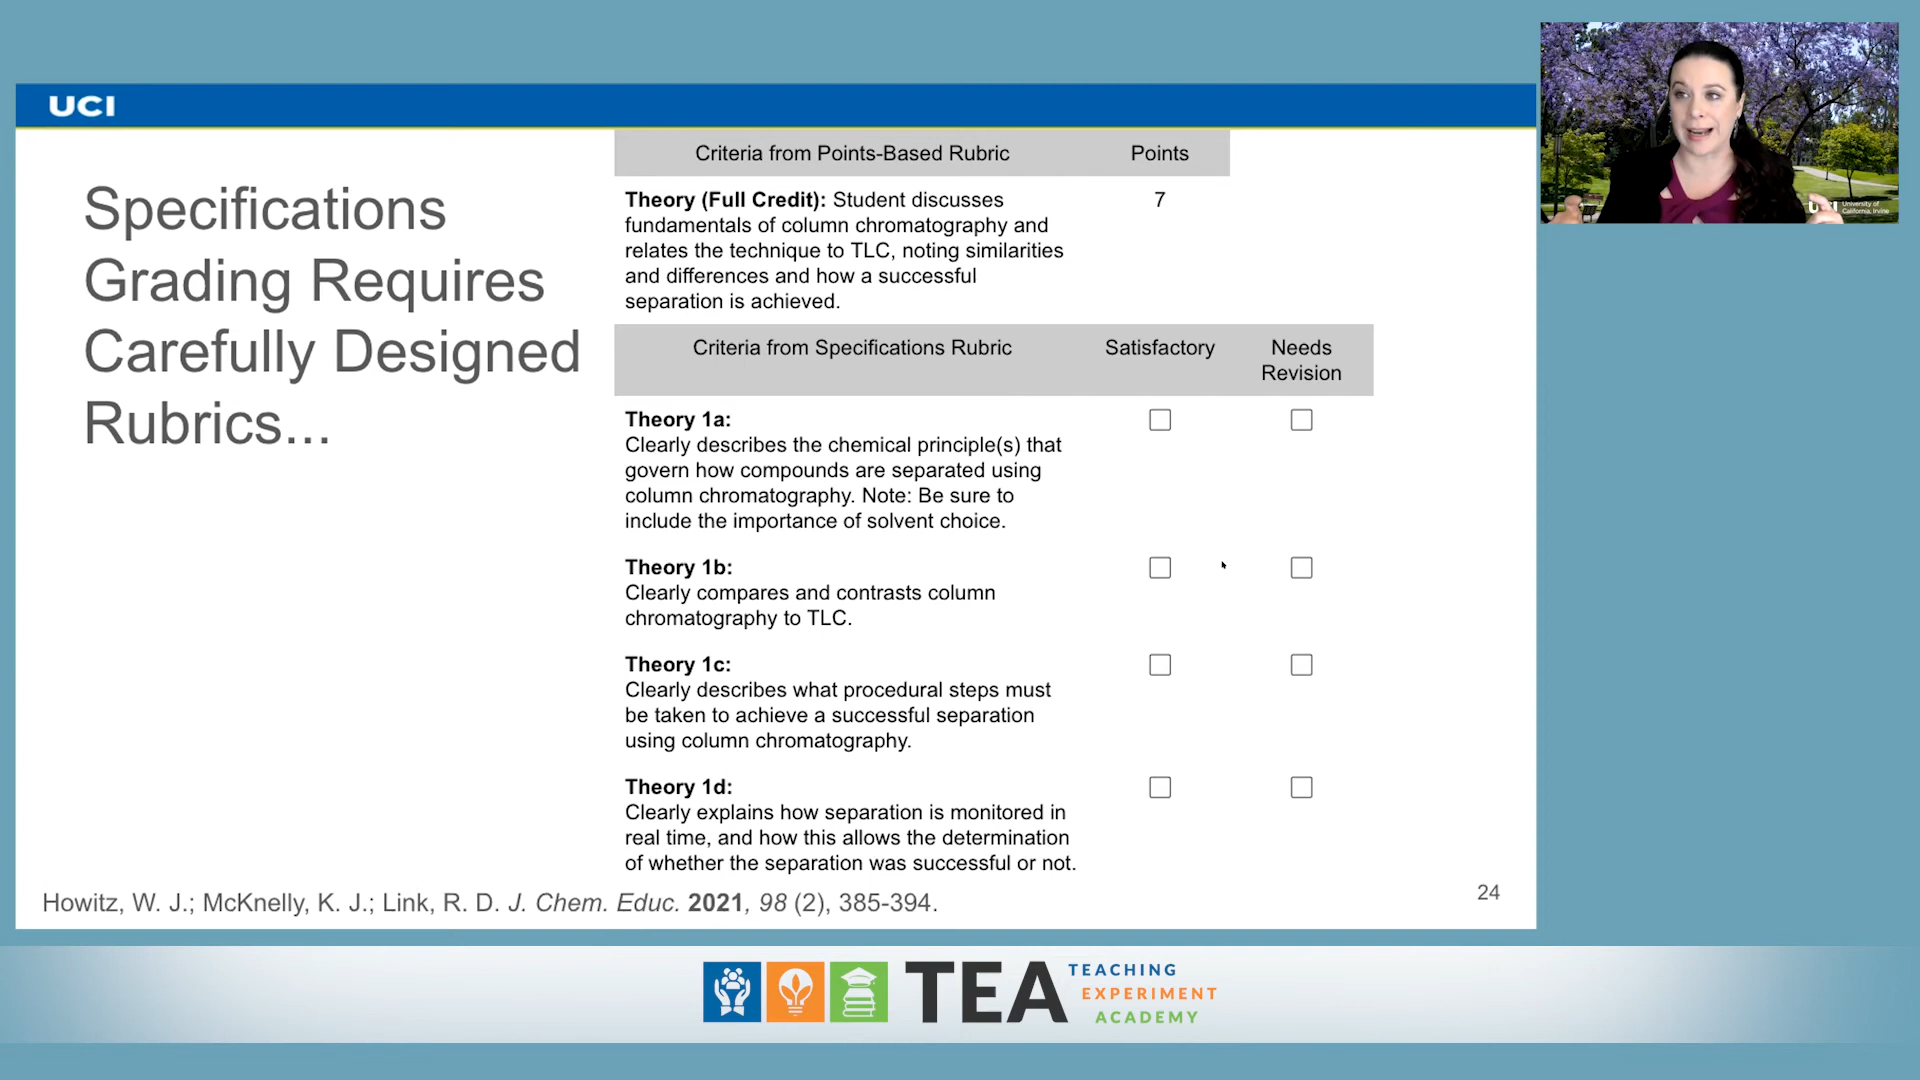 UCI
Specifications
Grading Requires
Carefully Designed
Rubrics...
Criteria from Points-Based Rubric Points
Theory (Full Credit): Student discusses 7
fundamentals of column chromatography and
relates the technique to TLC, noting similarities
and differences and how a successful
separation is achieved.
Criteria from Specifications Rubric Satisfactory Needs
Revision
Theory 1a:
Clearly describes the chemical principle(s) that
govern how compounds are separated using
column chromatography. Note: Be sure to
include the importance of solvent choice.
Theory 1b:
Clearly compares and contrasts column
chromatography to TLC.
Theory 1c:
Clearly describes what procedural steps must
be taken to achieve a successful separation
using column chromatography.
Theory 1d:
Clearly explains how separation is monitored in
real time, and how this allows the determination
of whether the separation was successful or not.
Howitz, W. J.; McKnelly, K. J.; Link, R. D. J. Chem. Educ. 2021, 98 (2), 385-394.
24
University of
California, Irvine
TEA
TEACHING
EXPERIMENT
ACADEMY